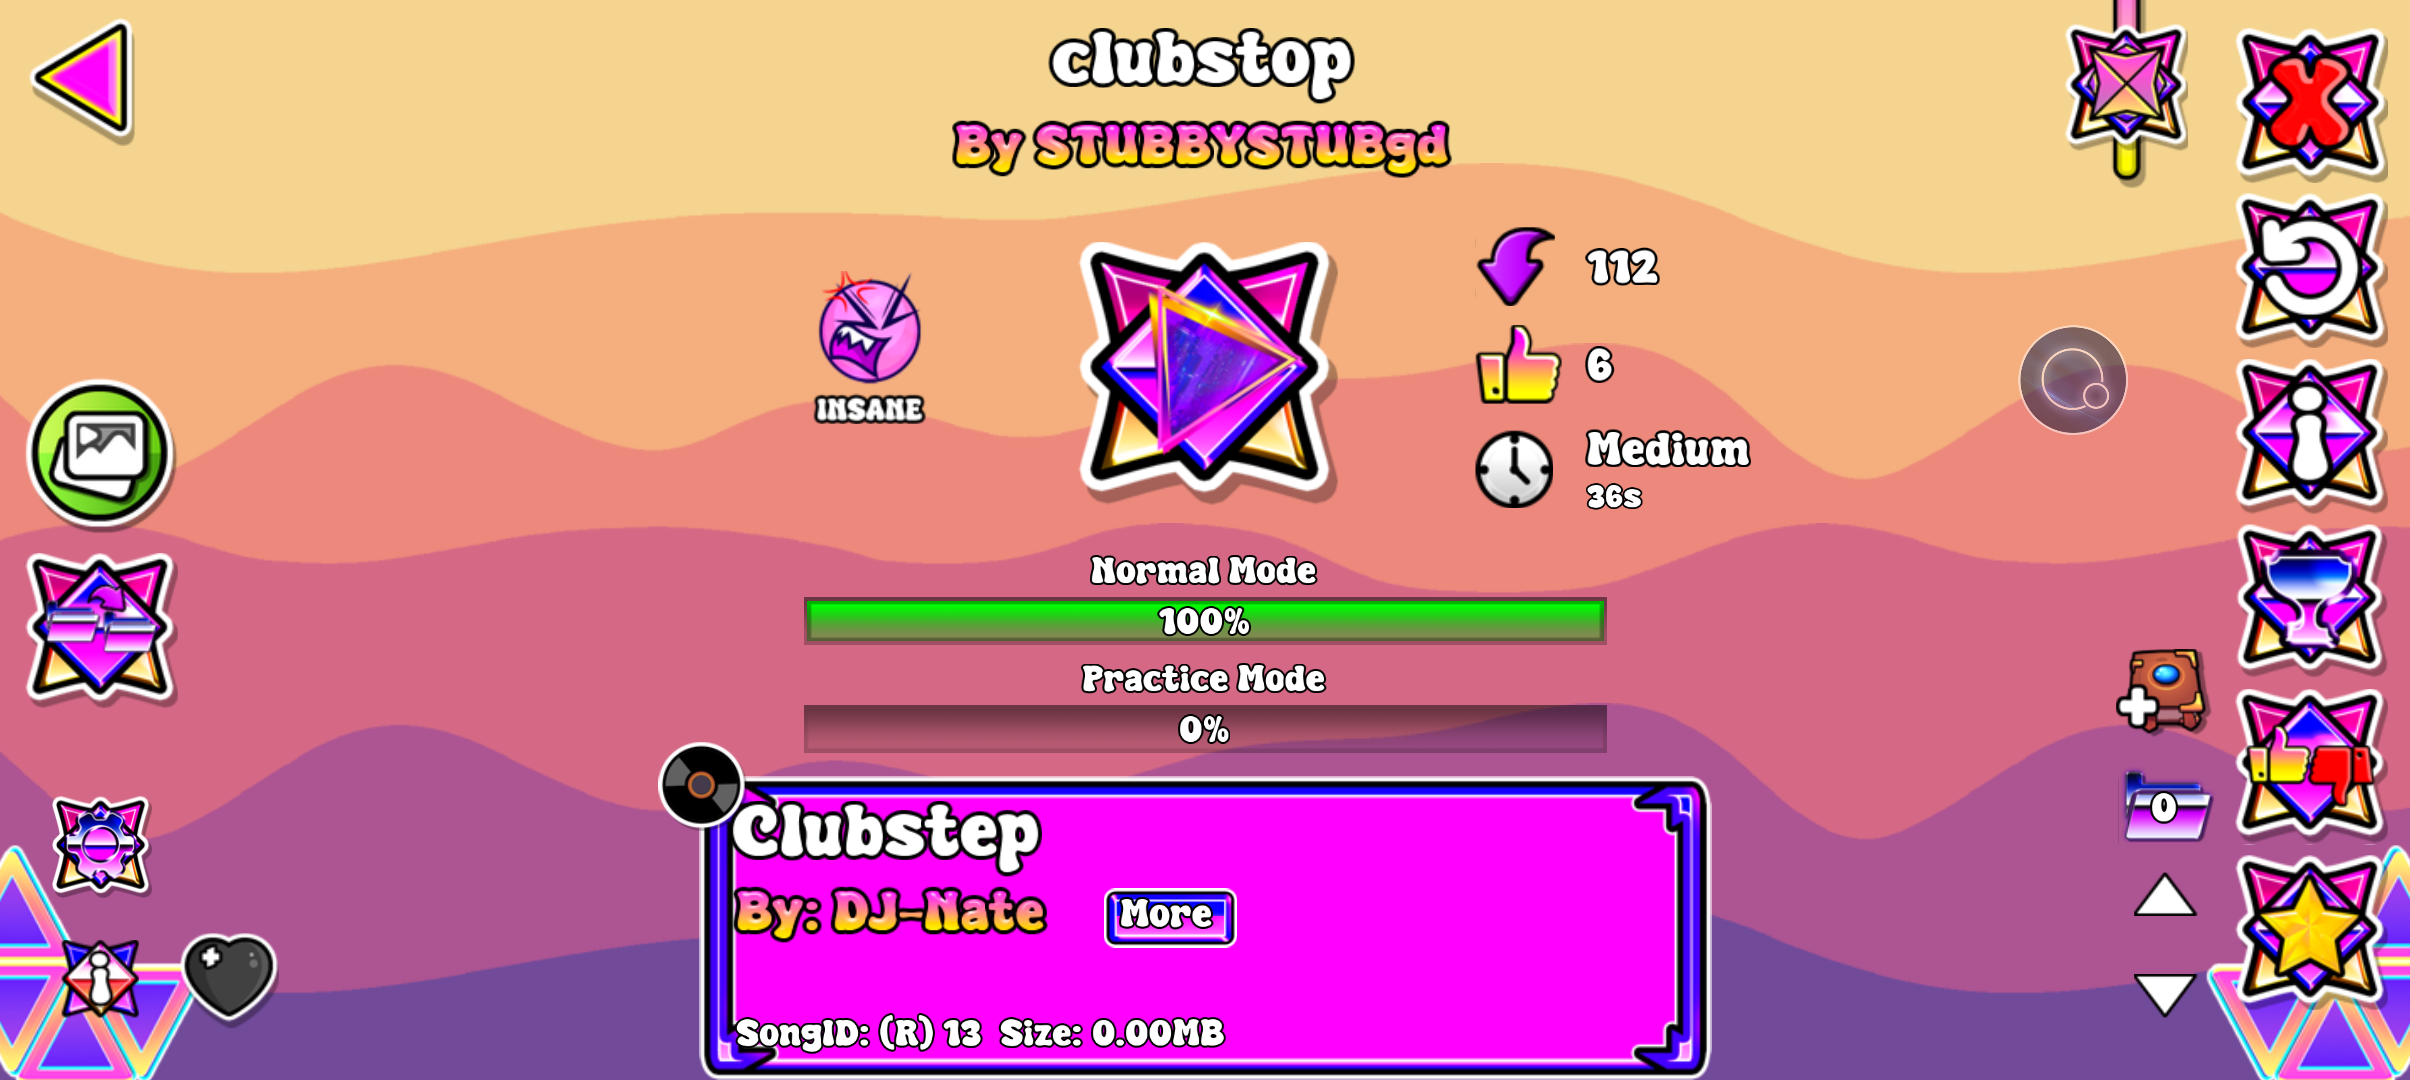 clubstop
By STUBBYSTUBgd
112
6
INSANE
Medium
36s
Normal Mode
100%
Practice Mode
0%
Clubstep
By: DJ-Nate
More
SongID: (R) 13 Size: 0.00MB
0